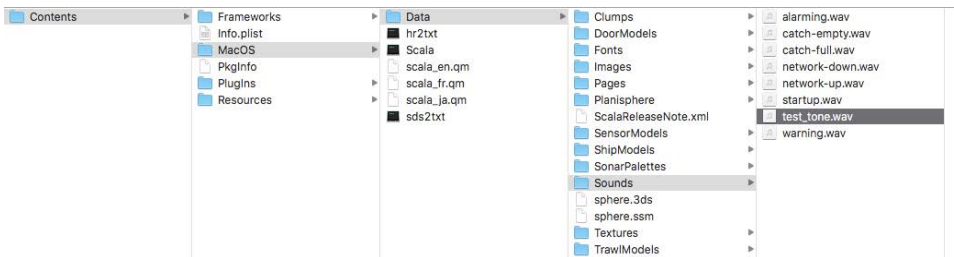 Contents
Frameworks
Info.plist
MacOS
PkgInfo
PlugIns
Resources
Data
hr2txt
Scala
scala_en.qm
scala_fr.qm
scala_ja.qm
sds2txt
Clumps
DoorModels
Fonts
Images
Pages
Planisphere
ScalaReleaseNote.xml
SensorModels
ShipModels
SonarPalettes
Sounds
sphere.3ds
sphere.ssm
Textures
TrawlModels
alarming.wav
catch-empty.wav
catch-full.wav
network-down.wav
network-up.wav
startup.wav
test_tone.wav
warning.wav